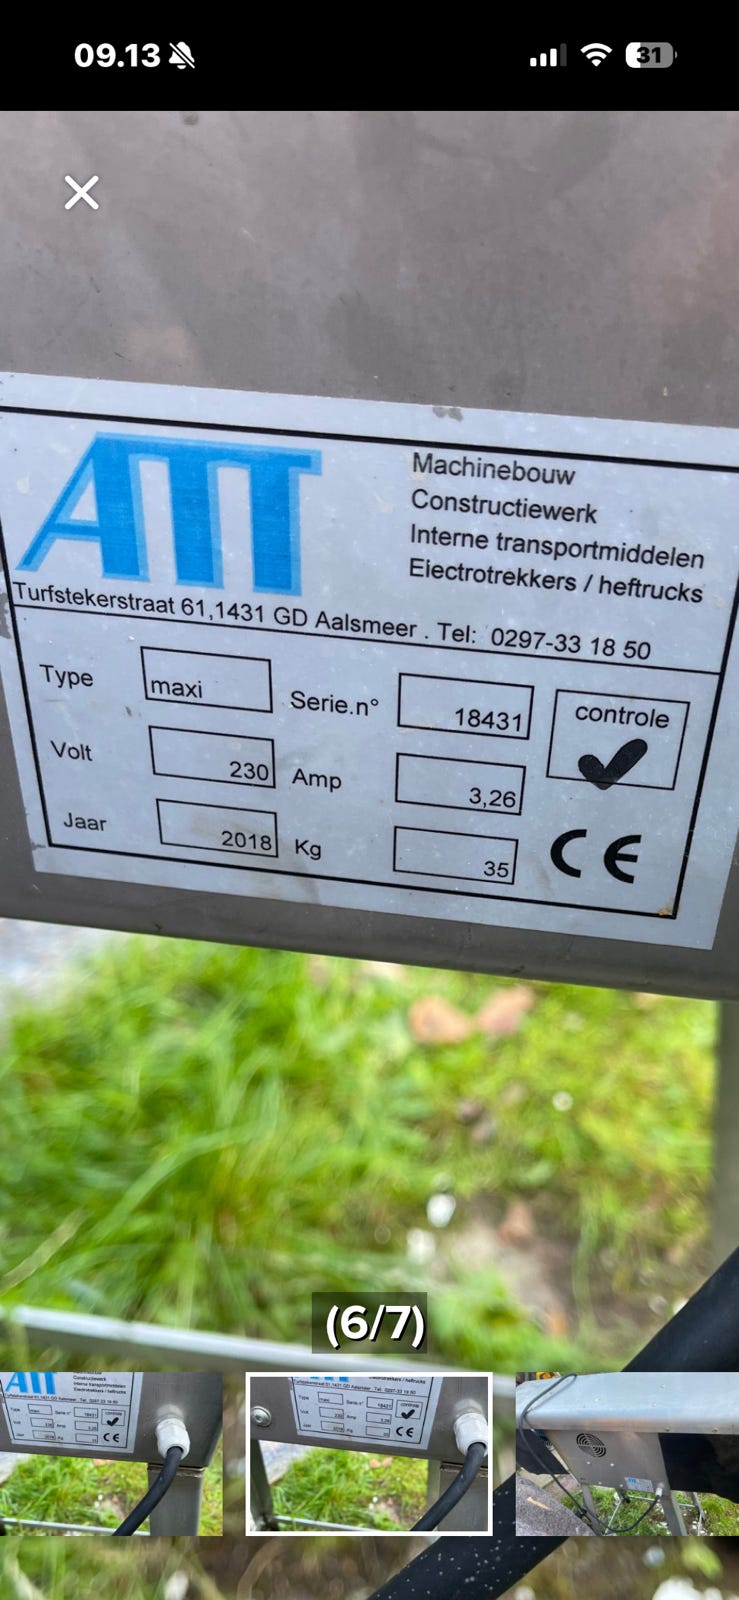 09.13
31
ATT
Machinebouw
Constructiewerk
Interne transportmiddelen
Electrotrekkers / heftrucks
Turfstekerstraat 61,1431 GD Aalsmeer . Tel: 0297-33 18 50
Type maxi Serie.n° 18431 controle
Volt 230 Amp 3,26
Jaar 2018 Kg 35 CE
(6/7)